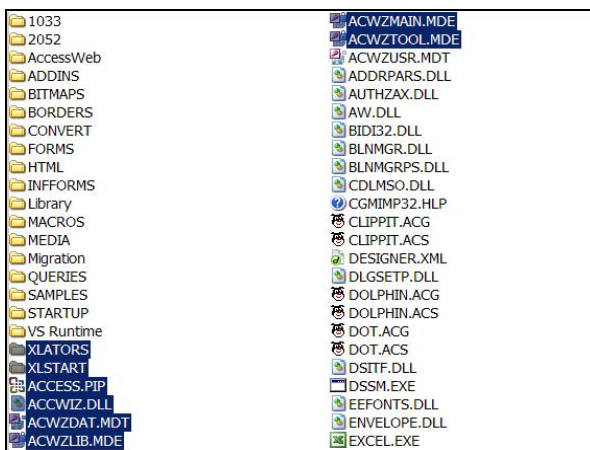 1033
2052
AccessWeb
ADDINS
BITMAPS
BORDERS
CONVERT
FORMS
HTML
INFFORMS
Library
MACROS
MEDIA
Migration
QUERIES
SAMPLES
STARTUP
VS Runtime
XLATORS
XLSTART
ACCESS.PIP
ACCWIZ.DLL
ACWZDAT.MDT
ACWZLIB.MDE
ACWZMAIN.MDE
ACWZTOOL.MDE
ACWZUSR.MDT
ADDRPARS.DLL
AUTHZAX.DLL
AW.DLL
BIDI32.DLL
BLNMGR.DLL
BLNMGRPS.DLL
CDLMSO.DLL
CGMIMP32.HLP
CLIPPIT.ACG
CLIPPIT.ACS
DESIGNER.XML
DLGSETP.DLL
DOLPHIN.ACG
DOLPHIN.ACS
DOT.ACG
DOT.ACS
DSITF.DLL
DSSM.EXE
EEFONTS.DLL
ENVELOPE.DLL
EXCEL.EXE